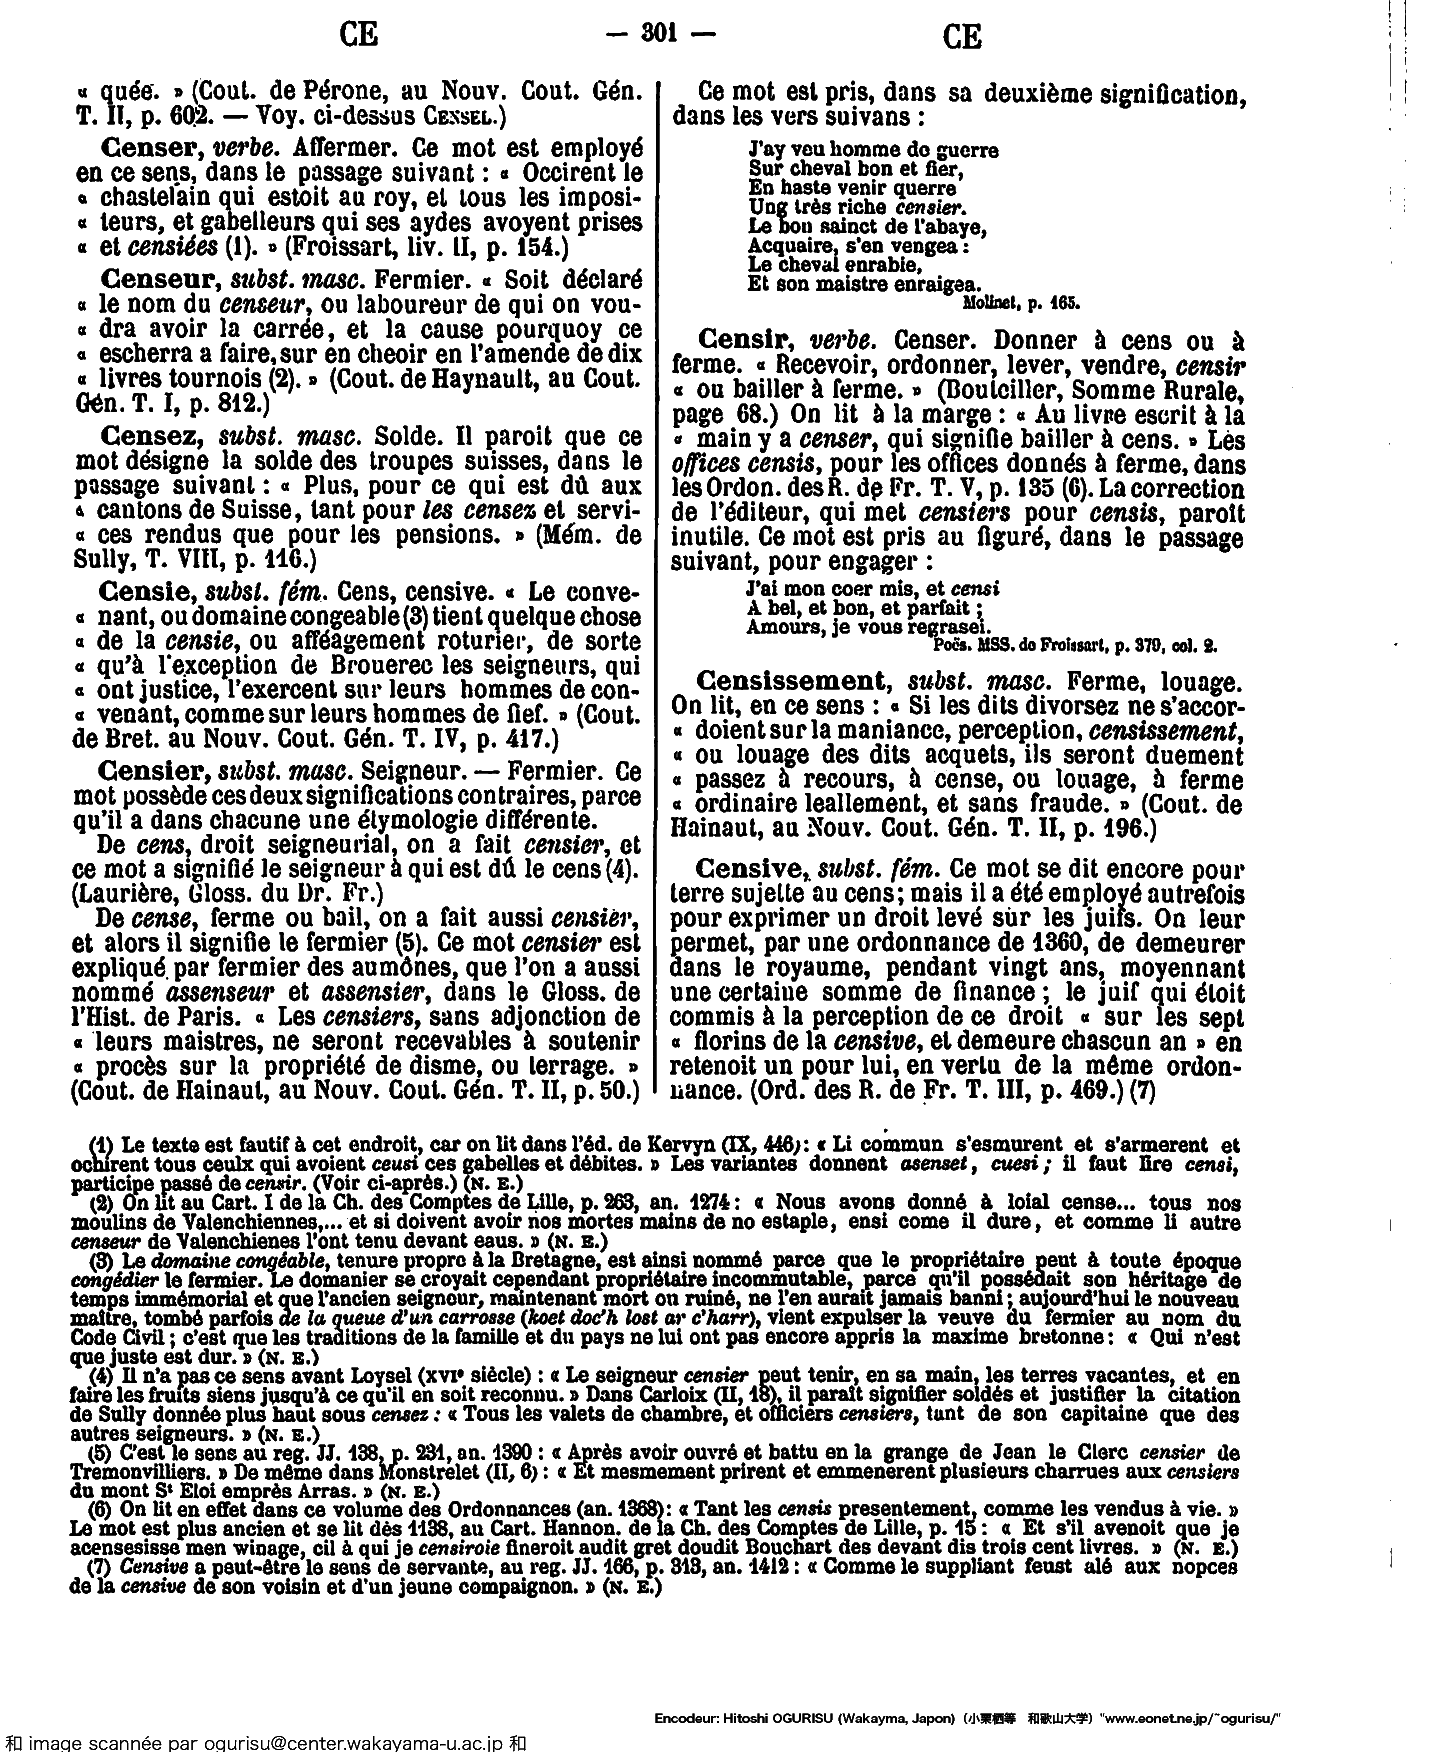 CE — 301 — CE
« quée. » (Cout. de Pérone, au Nouv. Cout. Gén.
T. II, p. 602. — Voy. ci-dessus CENSEL.)
Censer, verbe. Affermer. Ce mot est employé
en ce sens, dans le passage suivant : « Occirent le
« chastelain qui estoit au roy, et tous les imposi-
« teurs, et gabelleurs qui ses aydes avoyent prises
« et censiées (1). » (Froissart, liv. II, p. 154.)
Censeur, subst. masc. Fermier. « Soit déclaré
« le nom du censeur, ou laboureur de qui on vou-
« dra avoir la carrée, et la cause pourquoy ce
« escherra a faire, sur en cheoir en l'amende de dix
« livres tournois (2). » (Cout. de Haynault, au Cout.
Gén. T. I, p. 812.)
Censez, subst. masc. Solde. Il paroit que ce
mot désigne la solde des troupes suisses, dans le
passage suivant : « Plus, pour ce qui est dû aux
« cantons de Suisse, tant pour les censez et servi-
« ces rendus que pour les pensions. » (Mém. de
Sully, T. VIII, p. 116.)
Censie, subst. fém. Cens, censive. « Le conve-
« nant, ou domaine congeable (3) tient quelque chose
« de la censie, ou afféagement roturier, de sorte
« qu'à l'exception de Brouerec les seigneurs, qui
« ont justice, l'exercent sur leurs hommes de con-
« venant, comme sur leurs hommes de fief. » (Cout.
de Bret. au Nouv. Cout. Gén. T. IV, p. 417.)
Censier, subst. masc. Seigneur. — Fermier. Ce
mot possède ces deux significations contraires, parce
qu'il a dans chacune une étymologie différente.
De cens, droit seigneurial, on a fait censier, et
ce mot a signifié le seigneur à qui est dû le cens (4).
(Laurière, Gloss. du Dr. Fr.)
De cense, ferme ou bail, on a fait aussi censier,
et alors il signifie le fermier (5). Ce mot censier est
expliqué par fermier des aumônes, que l'on a aussi
nommé assenseur et assensier, dans le Gloss. de
l'Hist. de Paris. « Les censiers, sans adjonction de
« leurs maistres, ne seront recevables à soutenir
« procès sur la propriété de disme, ou terrage. »
(Cout. de Hainaut, au Nouv. Cout. Gén. T. II, p. 50.)
Ce mot est pris, dans sa deuxième signification,
dans les vers suivans :
J'ay veu homme de guerre
Sur cheval bon et fier,
En haste venir querre
Ung très riche censier.
Le bon sainct de l'abaye,
Acquaire, s'en vengea :
Le cheval enrabie,
Et son maistre enraigea.
Molinet, p. 165.
Censir, verbe. Censer. Donner à cens ou à
ferme. « Recevoir, ordonner, lever, vendre, censir
« ou bailler à ferme. » (Bouteiller, Somme Rurale,
page 68.) On lit à la marge : « Au livre escrit à la
« main y a censer, qui signifie bailler à cens. » Les
offices censis, pour les offices donnés à ferme, dans
les Ordon. des R. de Fr. T. V, p. 135 (6). La correction
de l'éditeur, qui met censiers pour censis, paroît
inutile. Ce mot est pris au figuré, dans le passage
suivant, pour engager :
J'ai mon coer mis, et censi
A bel, et bon, et parfait ;
Amours, je vous regrasei.
Poës. MSS. de Froissart, p. 370, col. 2.
Censissement, subst. masc. Ferme, louage.
On lit, en ce sens : « Si les dits divorsez ne s'accor-
« doient sur la maniance, perception, censissement,
« ou louage des dits acquets, ils seront duement
« passez à recours, à cense, ou louage, à ferme
« ordinaire leallement, et sans fraude. » (Cout. de
Hainaut, au Nouv. Cout. Gén. T. II, p. 196.)
Censive, subst. fém. Ce mot se dit encore pour
terre sujette au cens ; mais il a été employé autrefois
pour exprimer un droit levé sur les juifs. On leur
permet, par une ordonnance de 1360, de demeurer
dans le royaume, pendant vingt ans, moyennant
une certaine somme de finance ; le juif qui étoit
commis à la perception de ce droit « sur les sept
« florins de la censive, et demeure chascun an » en
retenoit un pour lui, en vertu de la même ordon-
nance. (Ord. des R. de Fr. T. III, p. 469.) (7)
(1) Le texte est fautif à cet endroit, car on lit dans l'éd. de Kervyn (IX, 446) : « Li commun s'esmurent et s'armerent et
ochirent tous ceulx qui avoient ceusi ces gabelles et débites. » Les variantes donnent asenset, cuesi ; il faut lire censi,
participe passé de censir. (Voir ci-après.) (N. E.)
(2) On lit au Cart. I de la Ch. des Comptes de Lille, p. 263, an. 1274 : « Nous avons donné à loial cense... tous nos
moulins de Valenchiennes,... et si doivent avoir nos mortes mains de no estaple, ensi come il dure, et comme li autre
censeur de Valenchienes l'ont tenu devant eaus. » (N. E.)
(3) Le domaine congéable, tenure propre à la Bretagne, est ainsi nommé parce que le propriétaire peut à toute époque
congédier le fermier. Le domanier se croyait cependant propriétaire incommutable, parce qu'il possédait son héritage de
temps immémorial et que l'ancien seigneur, maintenant mort ou ruiné, ne l'en aurait jamais banni ; aujourd'hui le nouveau
maître, tombé parfois de la queue d'un carrosse (koet doc'h lost ar c'harr), vient expulser la veuve du fermier au nom du
Code Civil ; c'est que les traditions de la famille et du pays ne lui ont pas encore appris la maxime bretonne : « Qui n'est
que juste est dur. » (N. E.)
(4) Il n'a pas ce sens avant Loysel (XVIe siècle) : « Le seigneur censier peut tenir, en sa main, les terres vacantes, et en
faire les fruits siens jusqu'à ce qu'il en soit reconnu. » Dans Carloix (II, 18), il paraît signifier soldés et justifier la citation
de Sully donnée plus haut sous censez : « Tous les valets de chambre, et officiers censiers, tant de son capitaine que des
autres seigneurs. » (N. E.)
(5) C'est le sens au reg. JJ. 138, p. 231, an. 1390 : « Après avoir ouvré et battu en la grange de Jean le Clerc censier de
Tremonvilliers. » De même dans Monstrelet (II, 6) : « Et mesmement prirent et emmenerent plusieurs charrues aux censiers
du mont St Eloi emprès Arras. » (N. E.)
(6) On lit en effet dans ce volume des Ordonnances (an. 1368) : « Tant les censis presentement, comme les vendus à vie. »
Le mot est plus ancien et se lit dès 1138, au Cart. Hannon. de la Ch. des Comptes de Lille, p. 15 : « Et s'il avenoit que je
acensesisse men winage, cil à qui je censiroie fineroit audit gret doudit Bouchart des devant dis trois cent livres. » (N. E.)
(7) Censive a peut-être le sens de servante, au reg. JJ. 166, p. 313, an. 1412 : « Comme le suppliant feust alé aux nopces
de la censive de son voisin et d'un jeune compaignon. » (N. E.)
Encodeur: Hitoshi OGURISU (Wakayma, Japon) (小栗栖等 和歌山大学) "www.eonet.ne.jp/~ogurisu/"
和 image scannée par ogurisu@center.wakayama-u.ac.jp 和